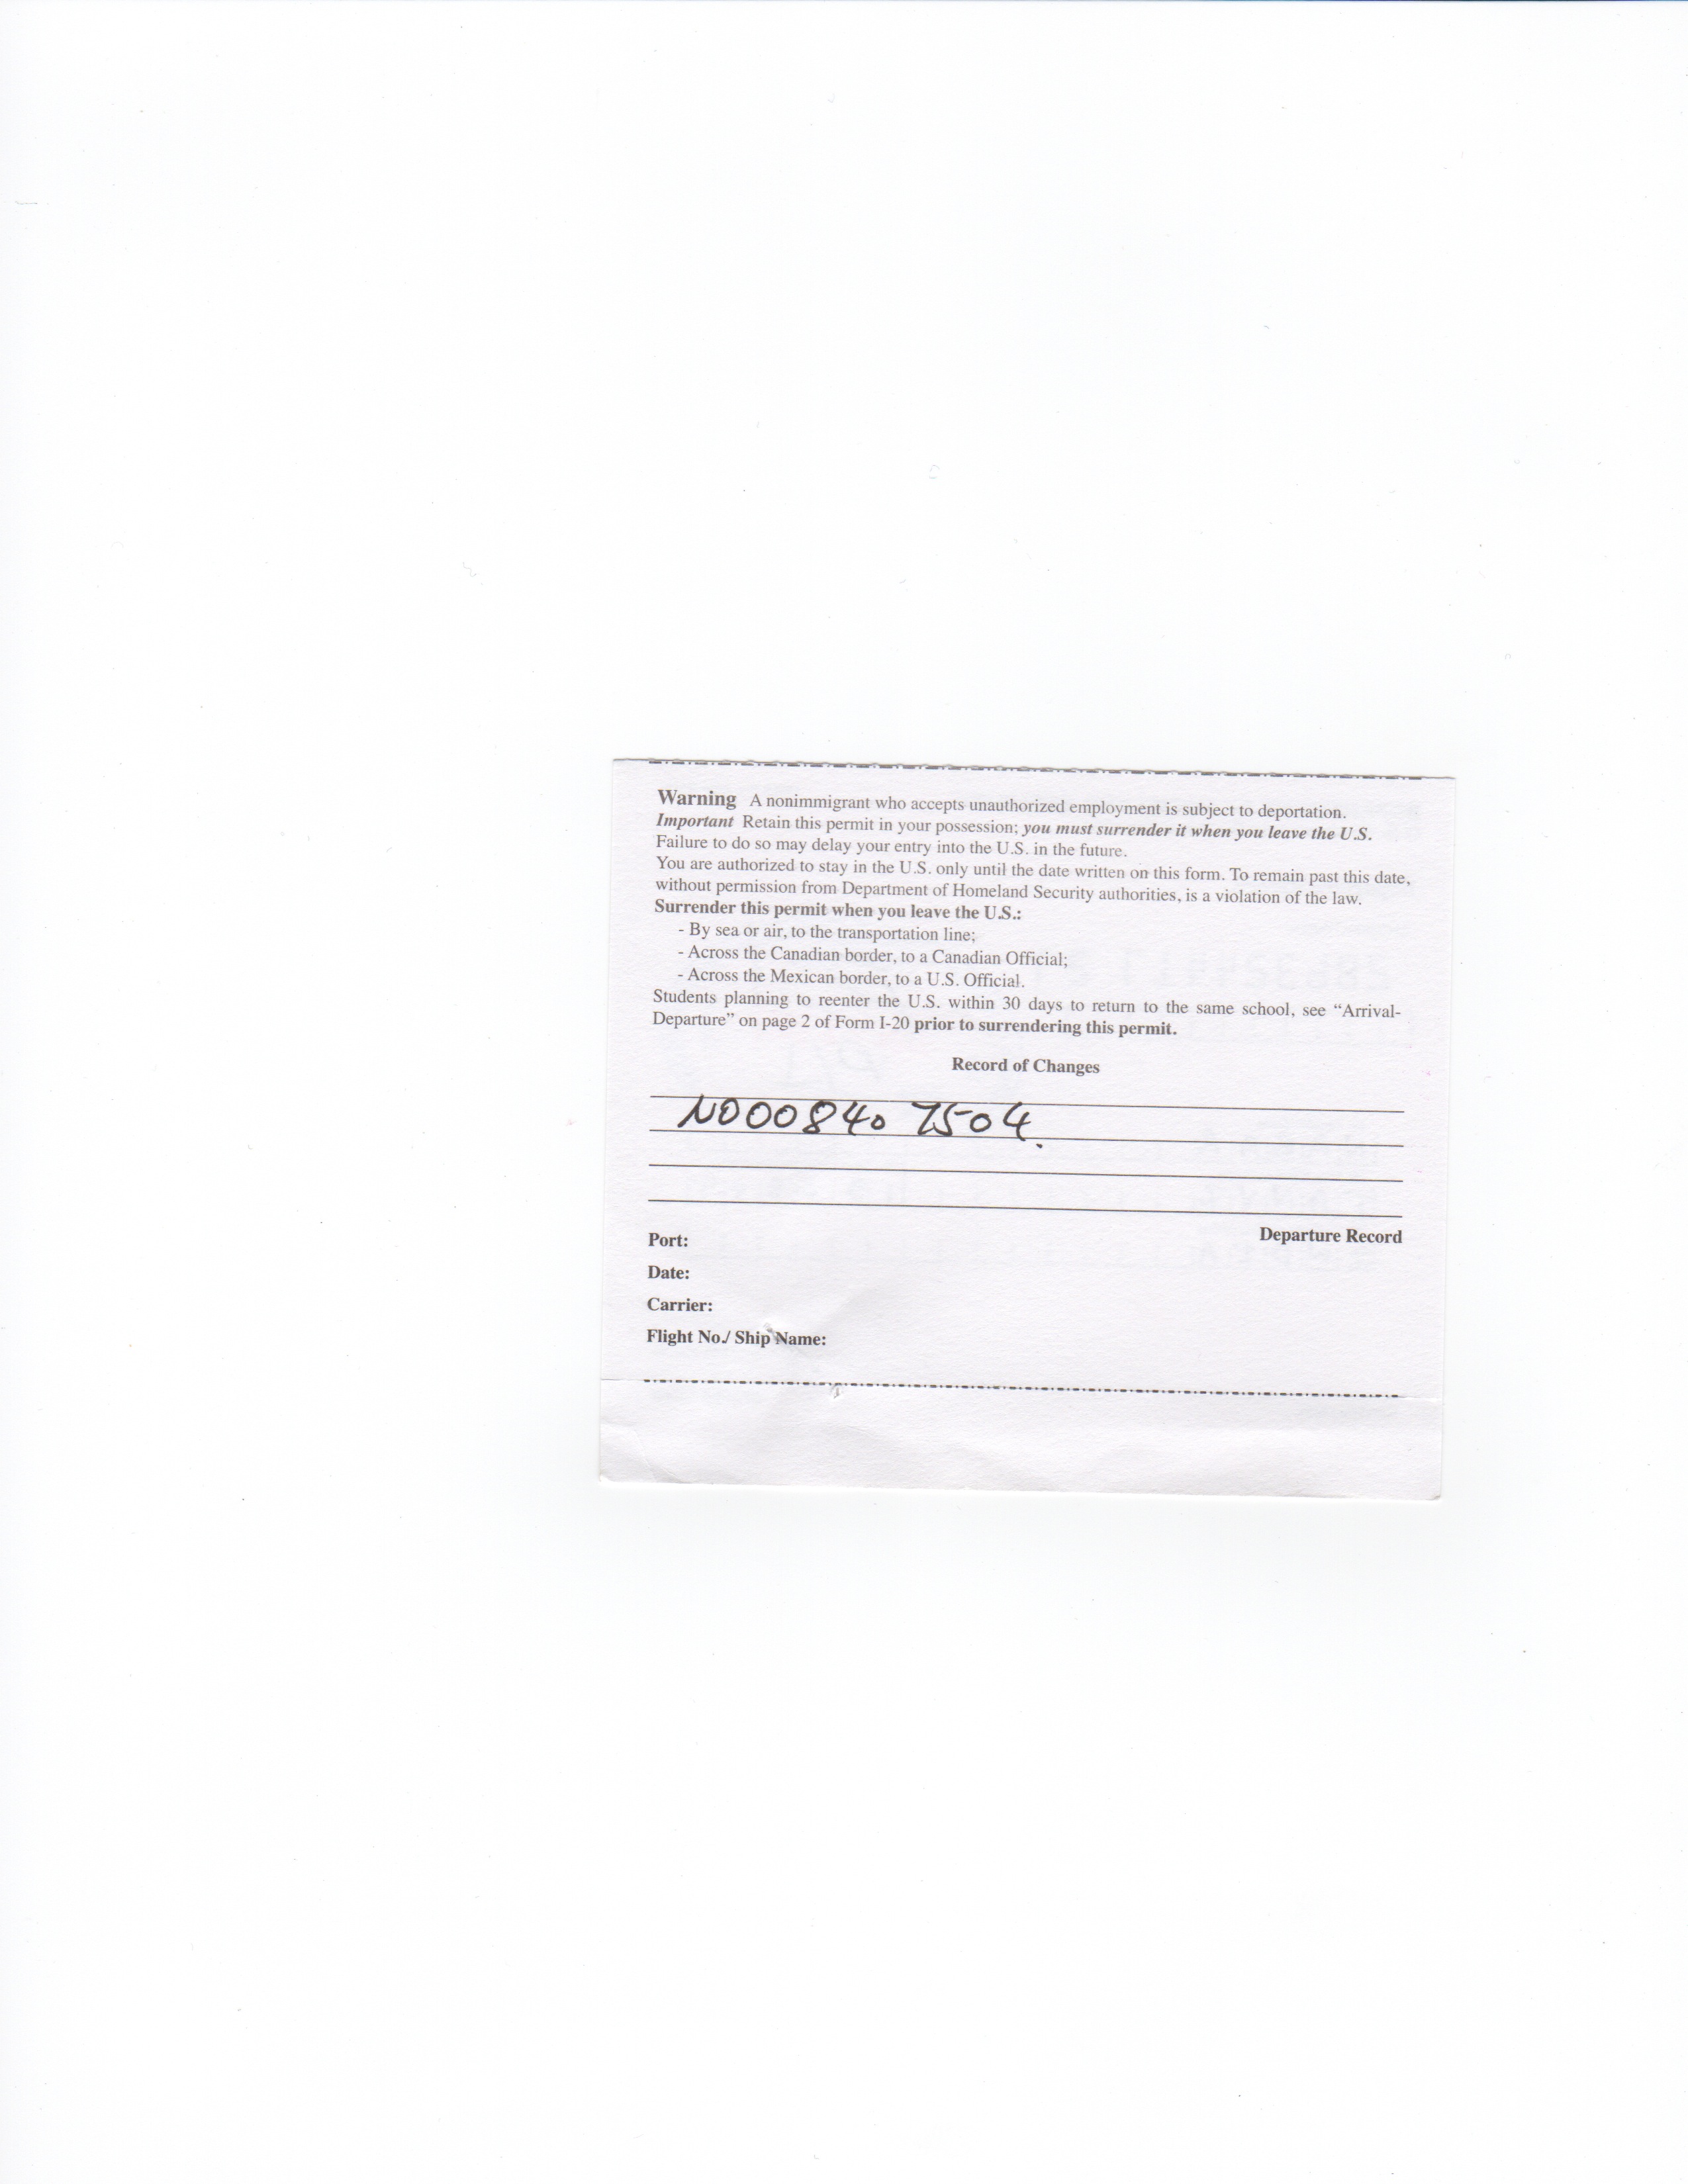 Warning A nonimmigrant who accepts unauthorized employment is subject to deportation.
Important Retain this permit in your possession; you must surrender it when you leave the U.S.
Failure to do so may delay your entry into the U.S. in the future.
You are authorized to stay in the U.S. only until the date written on this form. To remain past this date,
without permission from Department of Homeland Security authorities, is a violation of the law.
Surrender this permit when you leave the U.S.:
- By sea or air, to the transportation line;
- Across the Canadian border, to a Canadian Official;
- Across the Mexican border, to a U.S. Official.
Students planning to reenter the U.S. within 30 days to return to the same school, see “Arrival-
Departure” on page 2 of Form I-20 prior to surrendering this permit.
Record of Changes
N000840 7504.
Departure Record
Port:
Date:
Carrier:
Flight No./ Ship Name: